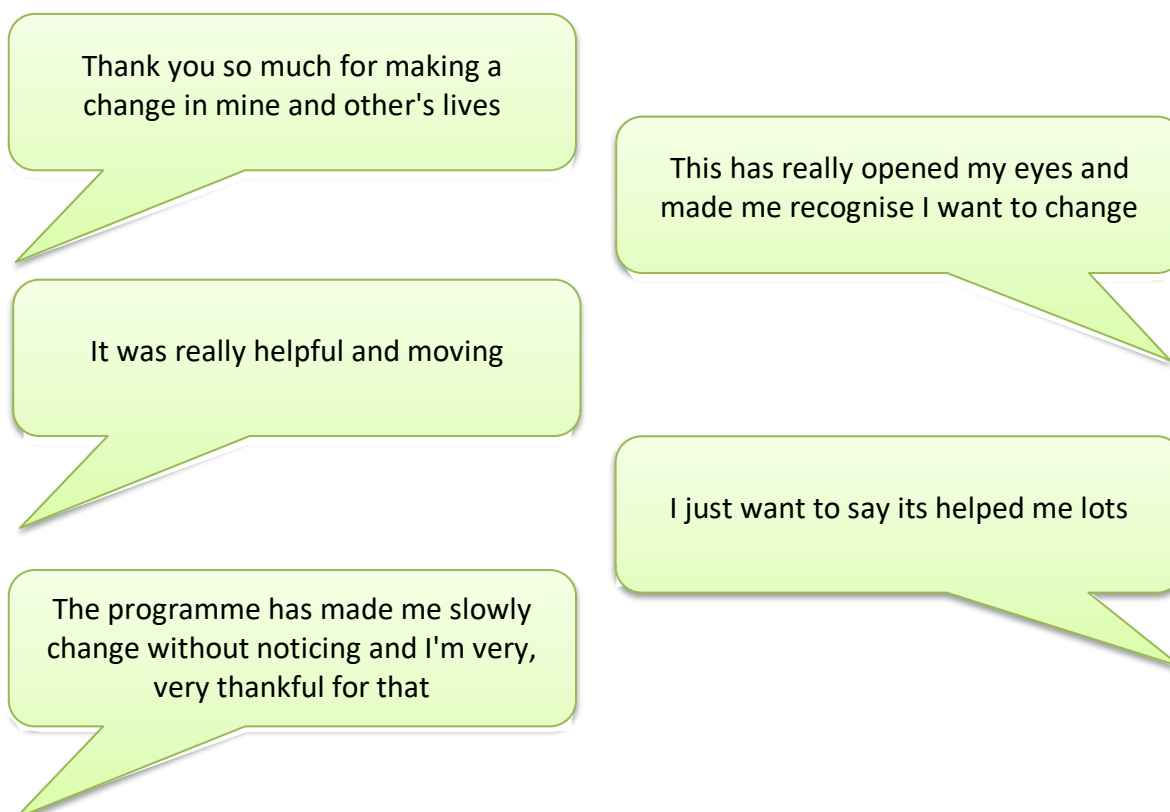 Thank you so much for making a
change in mine and other's lives
This has really opened my eyes and
made me recognise I want to change
It was really helpful and moving
I just want to say its helped me lots
The programme has made me slowly
change without noticing and I'm very,
very thankful for that